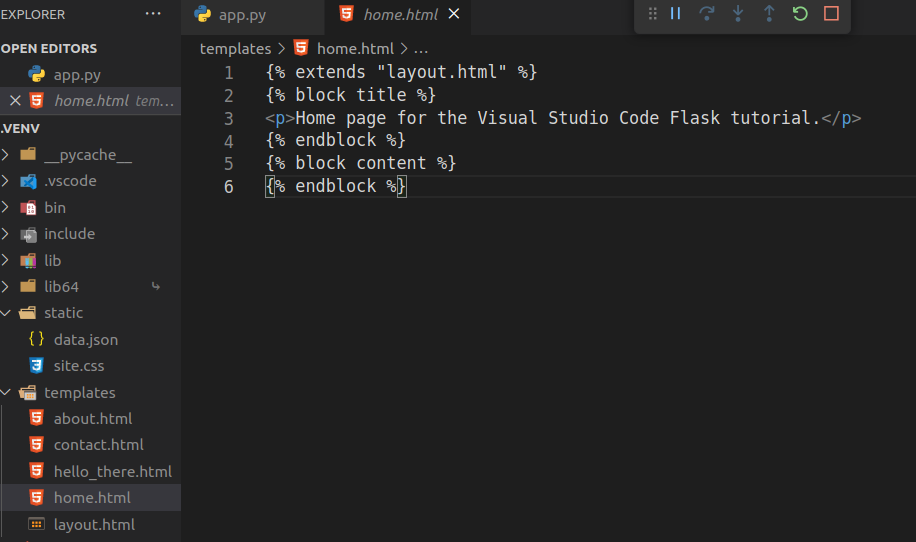 EXPLORER ...
OPEN EDITORS
app.py
home.html tem...
.VENV
__pycache__
.vscode
bin
include
lib
lib64
static
data.json
site.css
templates
about.html
contact.html
hello_there.html
home.html
layout.html
app.py
home.html
templates > home.html > ...
1 {% extends "layout.html" %}
2 {% block title %}
3 <p>Home page for the Visual Studio Code Flask tutorial.</p>
4 {% endblock %}
5 {% block content %}
6 {% endblock %}